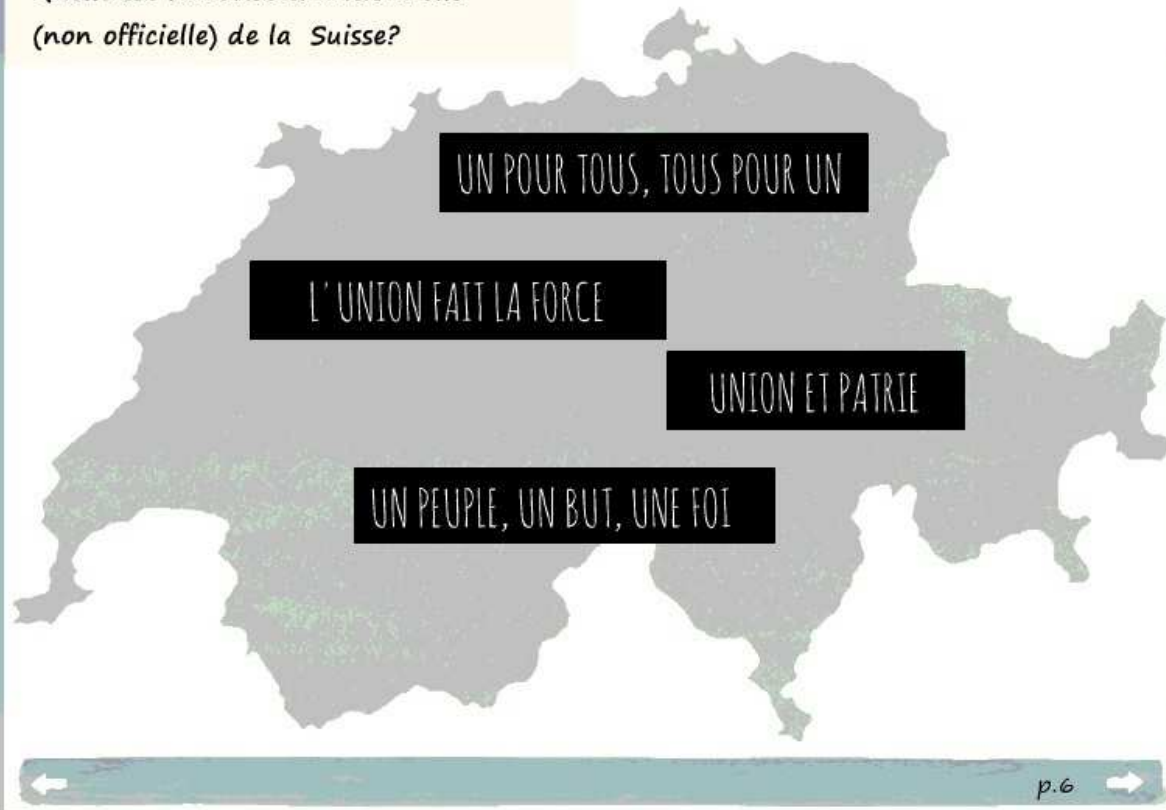 (non officielle) de la Suisse?
UN POUR TOUS, TOUS POUR UN
L'UNION FAIT LA FORCE
UNION ET PATRIE
UN PEUPLE, UN BUT, UNE FOI
p.6